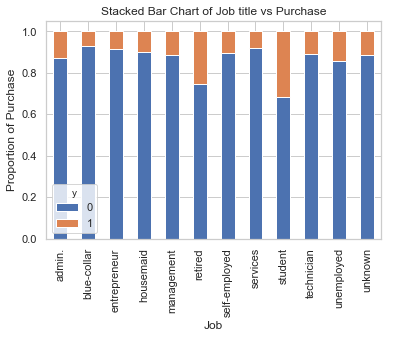 Stacked Bar Chart of Job title vs Purchase
Proportion of Purchase
1.0
0.8
0.6
0.4
0.2
0.0
y
0
1
admin.
blue-collar
entrepreneur
housemaid
management
retired
self-employed
services
student
technician
unemployed
unknown
Job